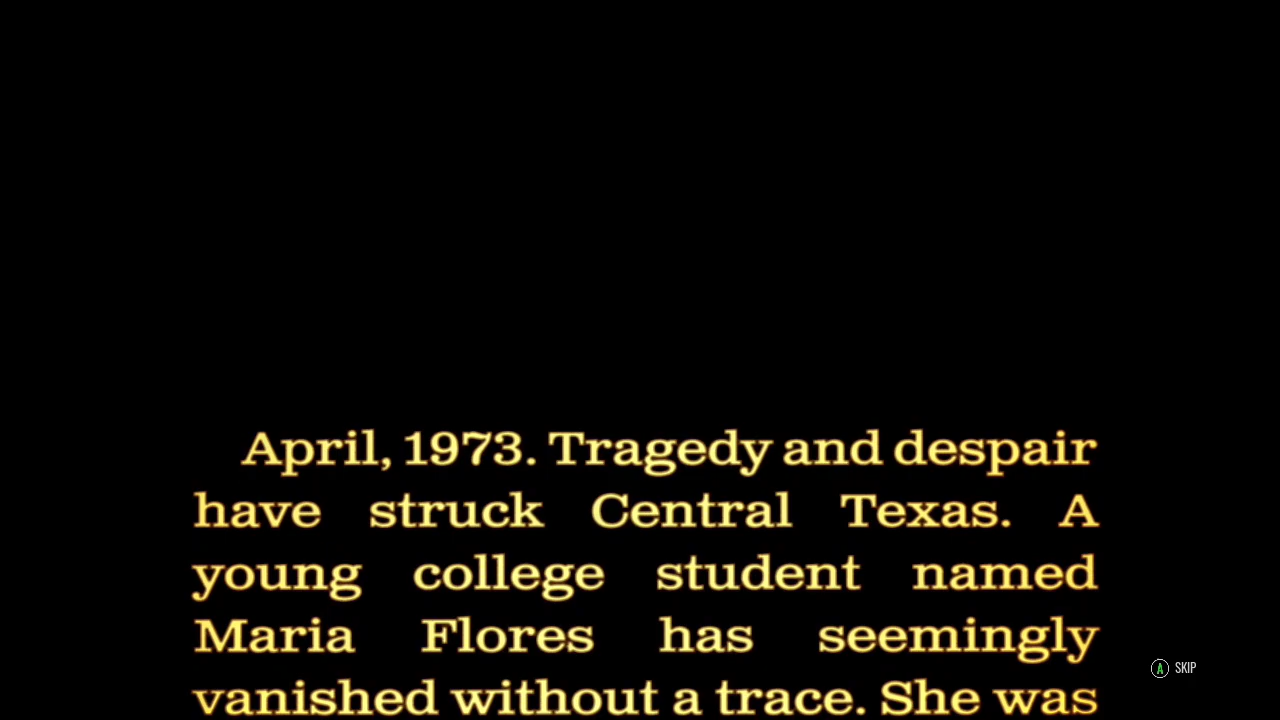 April, 1973. Tragedy and despair
have struck Central Texas. A
young college student named
Maria Flores has seemingly
vanished without a trace. She was
A SKIP